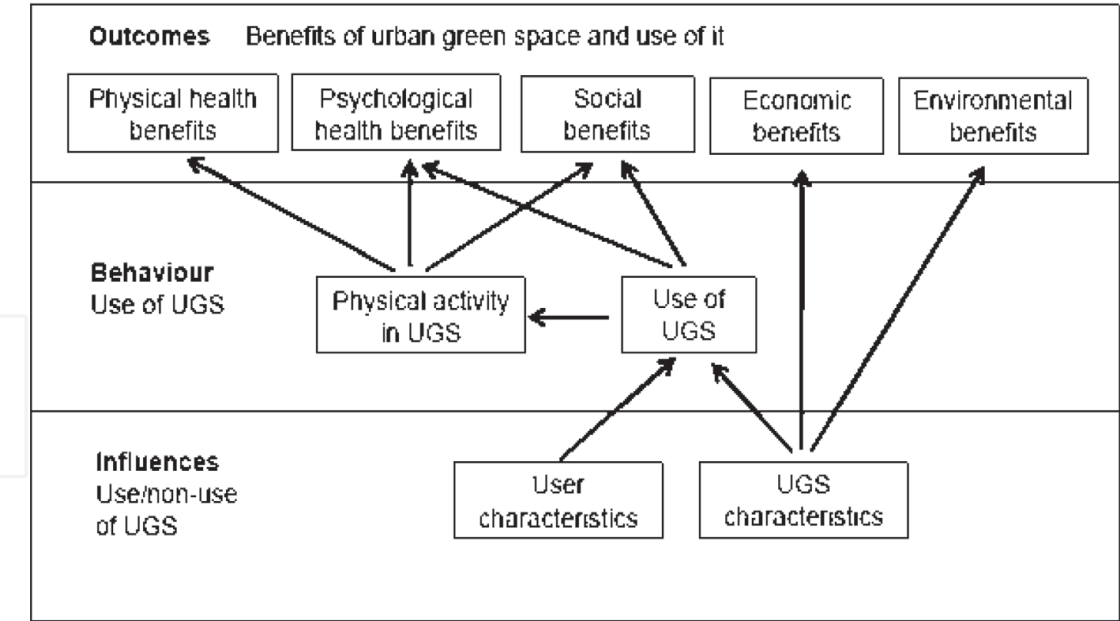 Outcomes Benefits of urban green space and use of it
Physical health
benefits
Psychological
health benefits
Social
benefits
Economic
benefits
Environmental
benefits
Behaviour
Use of UGS
Physical activity
in UGS
Use of
UGS
Influences
Use/non-use
of UGS
User
characteristics
UGS
characteristics